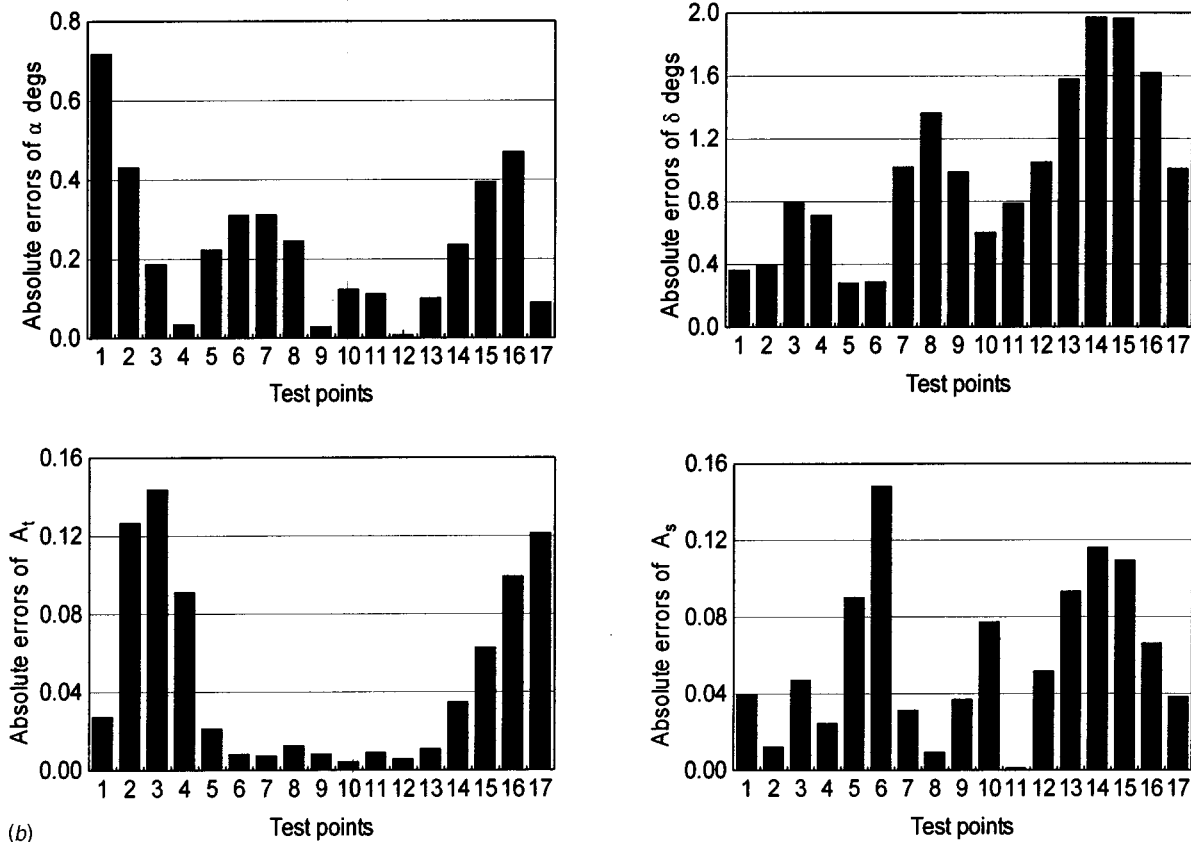 Absolute errors of α degs
0.8
0.6
0.4
0.2
0.0
1 2 3 4 5 6 7 8 9 10 11 12 13 14 15 16 17
Test points
Absolute errors of δ degs
2.0
1.6
1.2
0.8
0.4
0.0
1 2 3 4 5 6 7 8 9 10 11 12 13 14 15 16 17
Test points
Absolute errors of At
0.16
0.12
0.08
0.04
0.00
1 2 3 4 5 6 7 8 9 10 11 12 13 14 15 16 17
Test points
Absolute errors of As
0.16
0.12
0.08
0.04
0.00
1 2 3 4 5 6 7 8 9 10 11 12 13 14 15 16 17
Test points
(b)